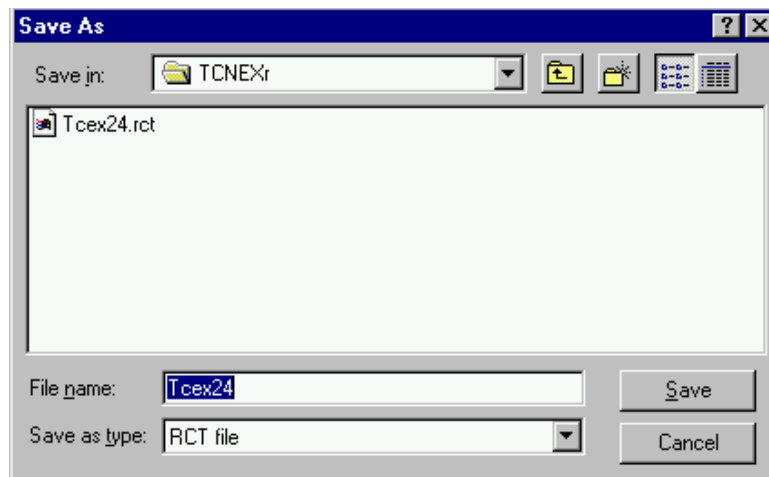 Save As
Save in: TCNEXr
Tcex24.rct
File name: Tcex24 Save
Save as type: RCT file Cancel